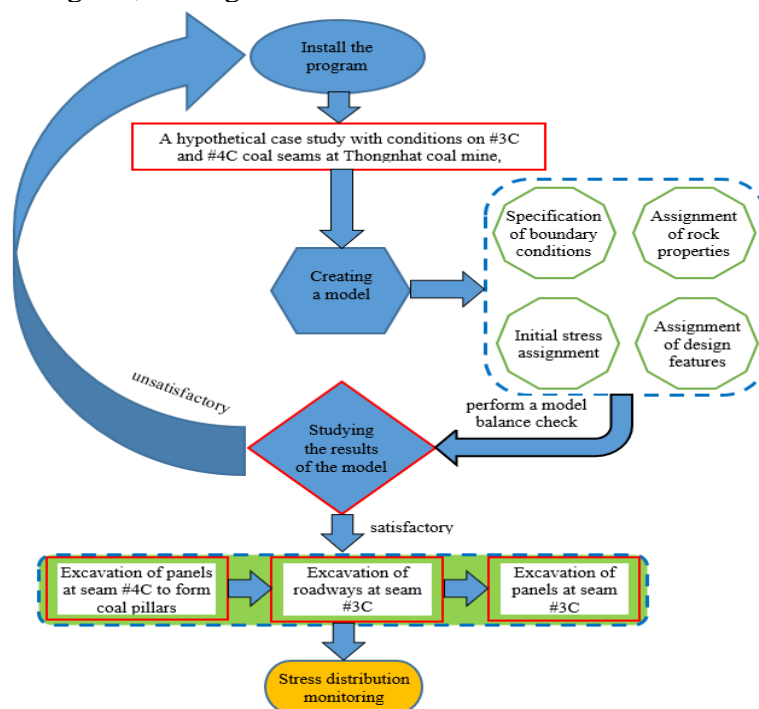 Install the
program
A hypothetical case study with conditions on #3C
and #4C coal seams at Thongnhat coal mine,
Specification
of boundary
conditions
Assignment
of rock
properties
Creating
a model
Initial stress
assignment
Assignment
of design
features
unsatisfactory
perform a model
balance check
Studying
the results
of the model
satisfactory
Excavation of panels
at seam #4C to form
coal pillars
Excavation of
roadways at seam
#3C
Excavation of
panels at seam
#3C
Stress distribution
monitoring